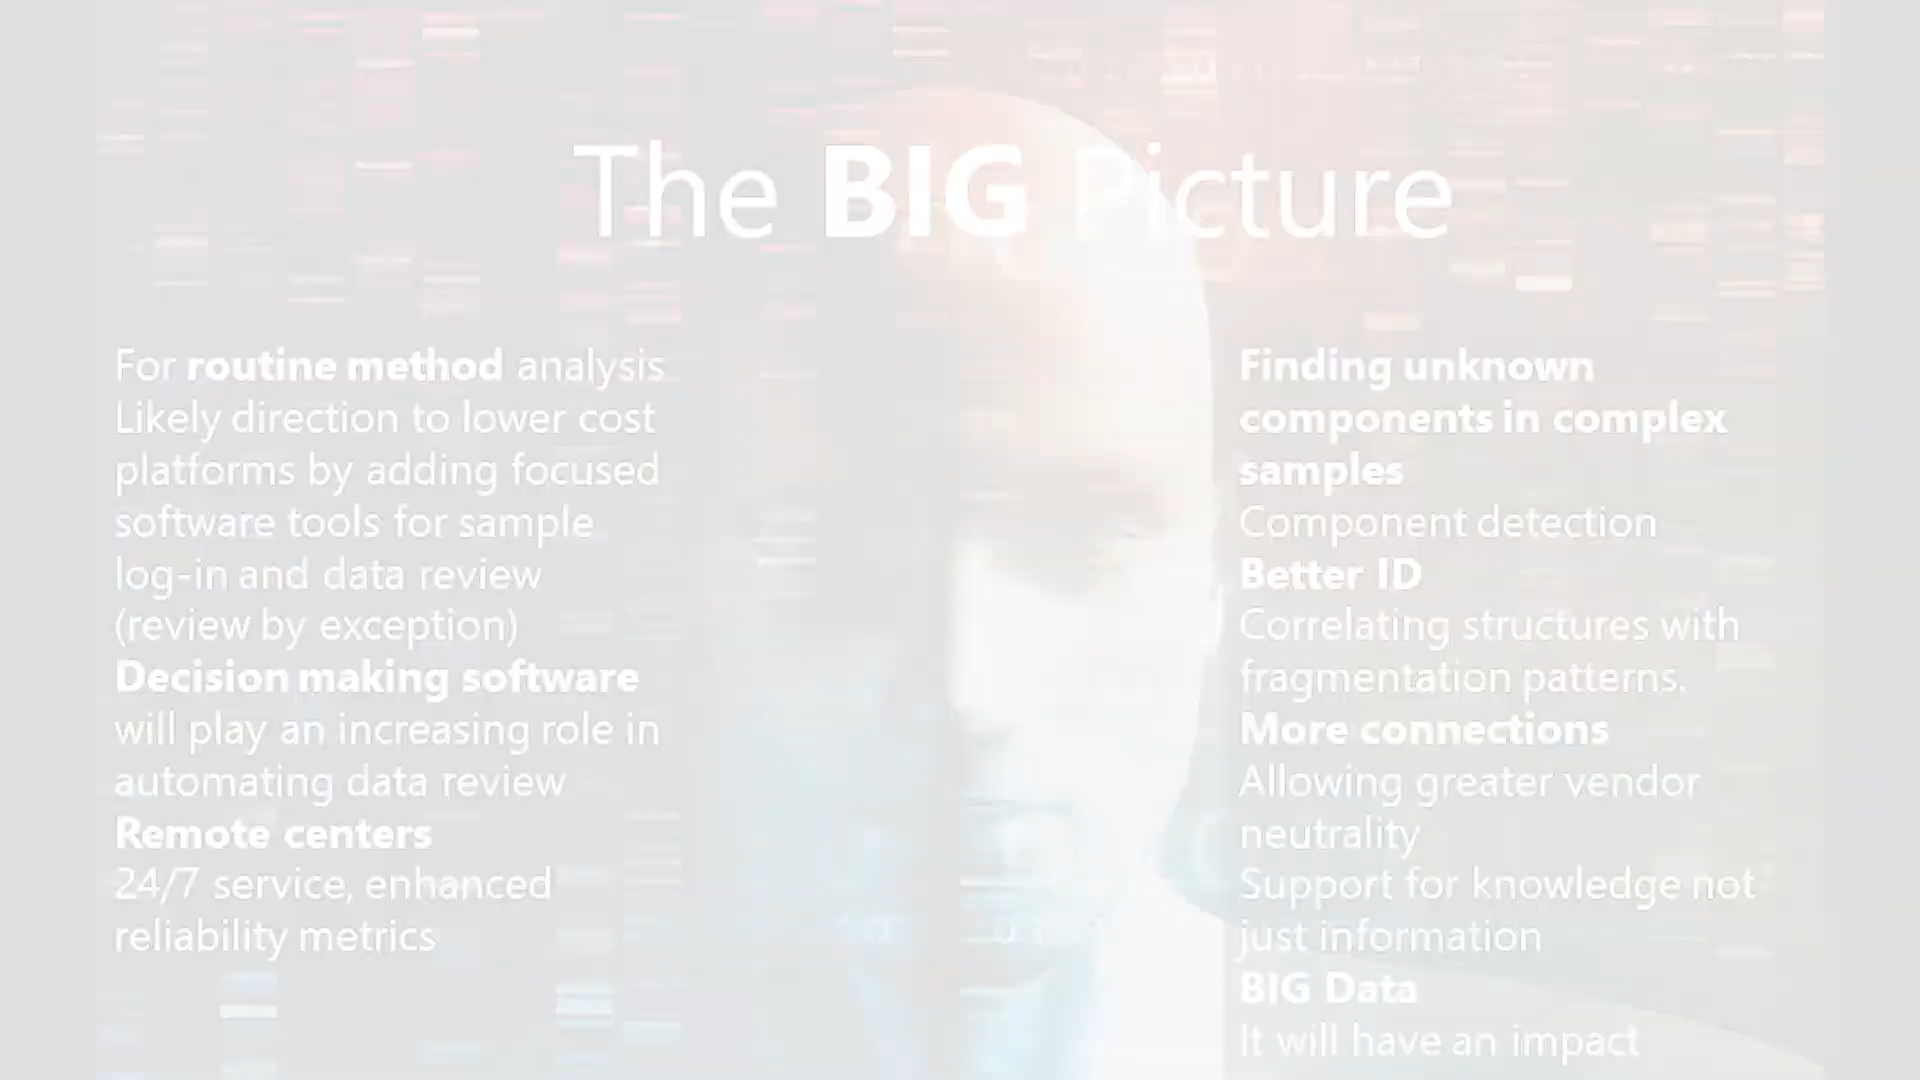 The BIG Picture
For routine method analysis
Likely direction to lower cost
platforms by adding focused
software tools for sample
log-in and data review
(review by exception)
Decision making software
will play an increasing role in
automating data review
Remote centers
24/7 service, enhanced
reliability metrics
Finding unknown
components in complex
samples
Component detection
Better ID
Correlating structures with
fragmentation patterns.
More connections
Allowing greater vendor
neutrality
Support for knowledge not
just information
BIG Data
It will have an impact